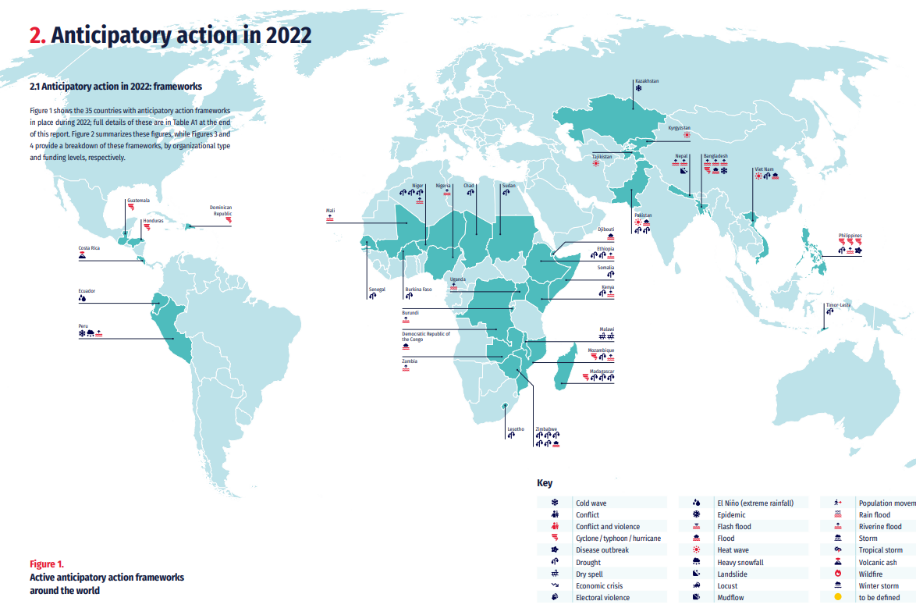 2. Anticipatory action in 2022
2.1 Anticipatory action in 2022: frameworks
Figure 1 shows the 35 countries with anticipatory action frameworks
in place during 2022; full details of these are in Table A1 at the end
of this report. Figure 2 summarizes these figures, while Figures 3 and
4 provide a breakdown of these frameworks, by organizational type
and funding levels, respectively.
Kazakhstan
Kyrgyzstan
Tajikistan
Nepal
Bangladesh
Viet Nam
Pakistan
Philippines
Timor-Leste
Guatemala
Honduras
Dominican
Republic
Costa Rica
Ecuador
Peru
Mali
Niger
Nigeria
Chad
Sudan
Djibouti
Ethiopia
Somalia
Kenya
Senegal
Burkina Faso
Uganda
Burundi
Democratic Republic of
the Congo
Zambia
Malawi
Mozambique
Madagascar
Lesotho
Zimbabwe
Key
Cold wave
Conflict
Conflict and violence
Cyclone / typhoon / hurricane
Disease outbreak
Drought
Dry spell
Economic crisis
Electoral violence
El Niño (extreme rainfall)
Epidemic
Flash flood
Flood
Heat wave
Heavy snowfall
Landslide
Locust
Mudflow
Population movem
Rain flood
Riverine flood
Storm
Tropical storm
Volcanic ash
Wildfire
Winter storm
to be defined
Figure 1.
Active anticipatory action frameworks
around the world